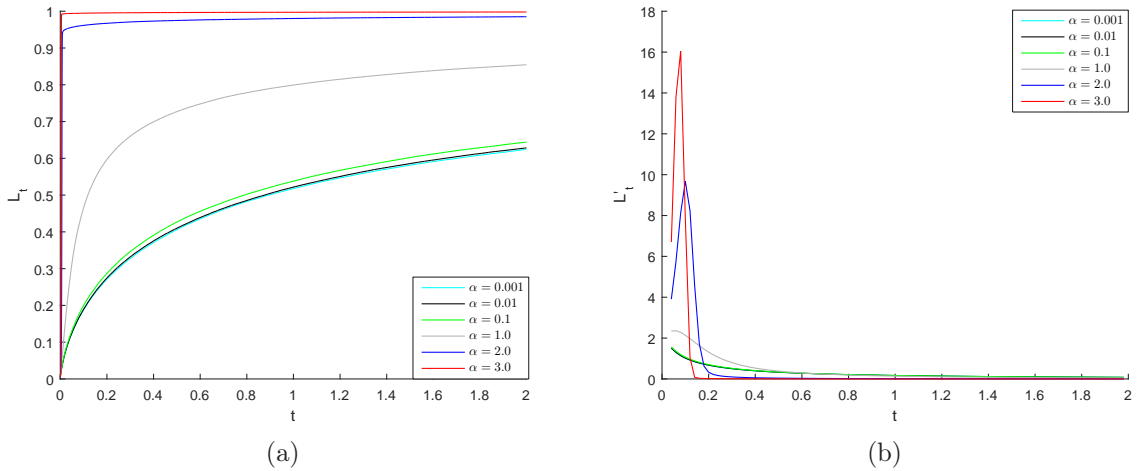 1
0.9
0.8
0.7
0.6
0.5
0.4
0.3
0.2
0.1
0
L_t
0 0.2 0.4 0.6 0.8 1 1.2 1.4 1.6 1.8 2
t
α = 0.001
α = 0.01
α = 0.1
α = 1.0
α = 2.0
α = 3.0
(a)
18
16
14
12
10
8
6
4
2
0
L'_t
0 0.2 0.4 0.6 0.8 1 1.2 1.4 1.6 1.8 2
t
α = 0.001
α = 0.01
α = 0.1
α = 1.0
α = 2.0
α = 3.0
(b)